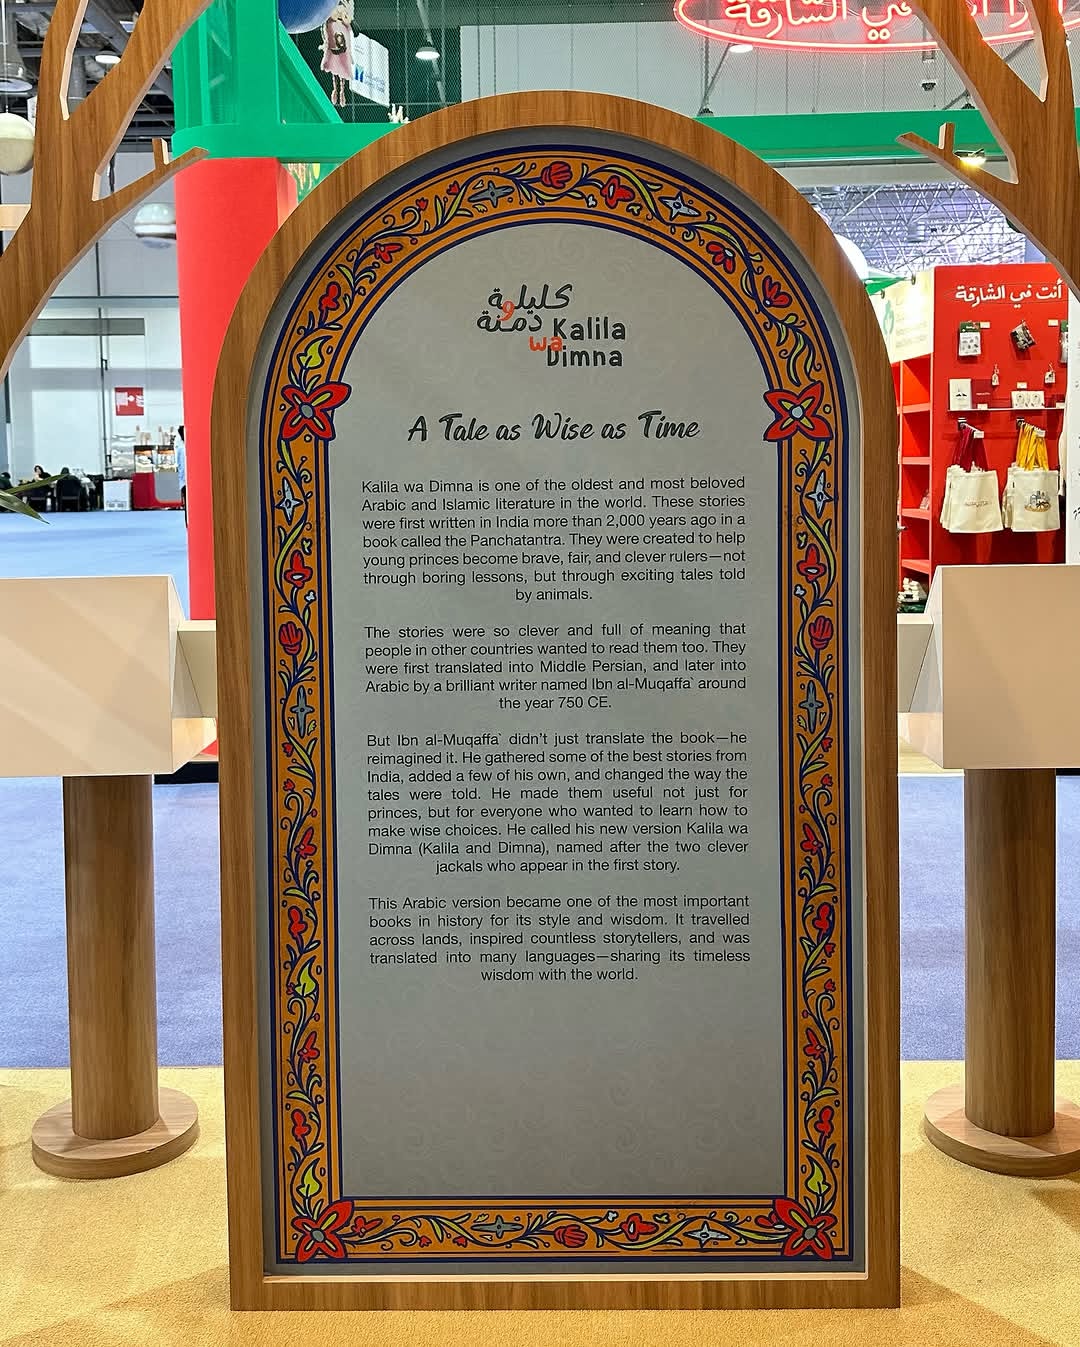 في الشارقة
أنت في الشارقة
كليلة
و
دمنة
Kalila
wa
Dimna
A Tale as Wise as Time
Kalila wa Dimna is one of the oldest and most beloved
Arabic and Islamic literature in the world. These stories
were first written in India more than 2,000 years ago in a
book called the Panchatantra. They were created to help
young princes become brave, fair, and clever rulers—not
through boring lessons, but through exciting tales told
by animals.
The stories were so clever and full of meaning that
people in other countries wanted to read them too. They
were first translated into Middle Persian, and later into
Arabic by a brilliant writer named Ibn al-Muqaffa` around
the year 750 CE.
But Ibn al-Muqaffa` didn't just translate the book—he
reimagined it. He gathered some of the best stories from
India, added a few of his own, and changed the way the
tales were told. He made them useful not just for
princes, but for everyone who wanted to learn how to
make wise choices. He called his new version Kalila wa
Dimna (Kalila and Dimna), named after the two clever
jackals who appear in the first story.
This Arabic version became one of the most important
books in history for its style and wisdom. It travelled
across lands, inspired countless storytellers, and was
translated into many languages—sharing its timeless
wisdom with the world.